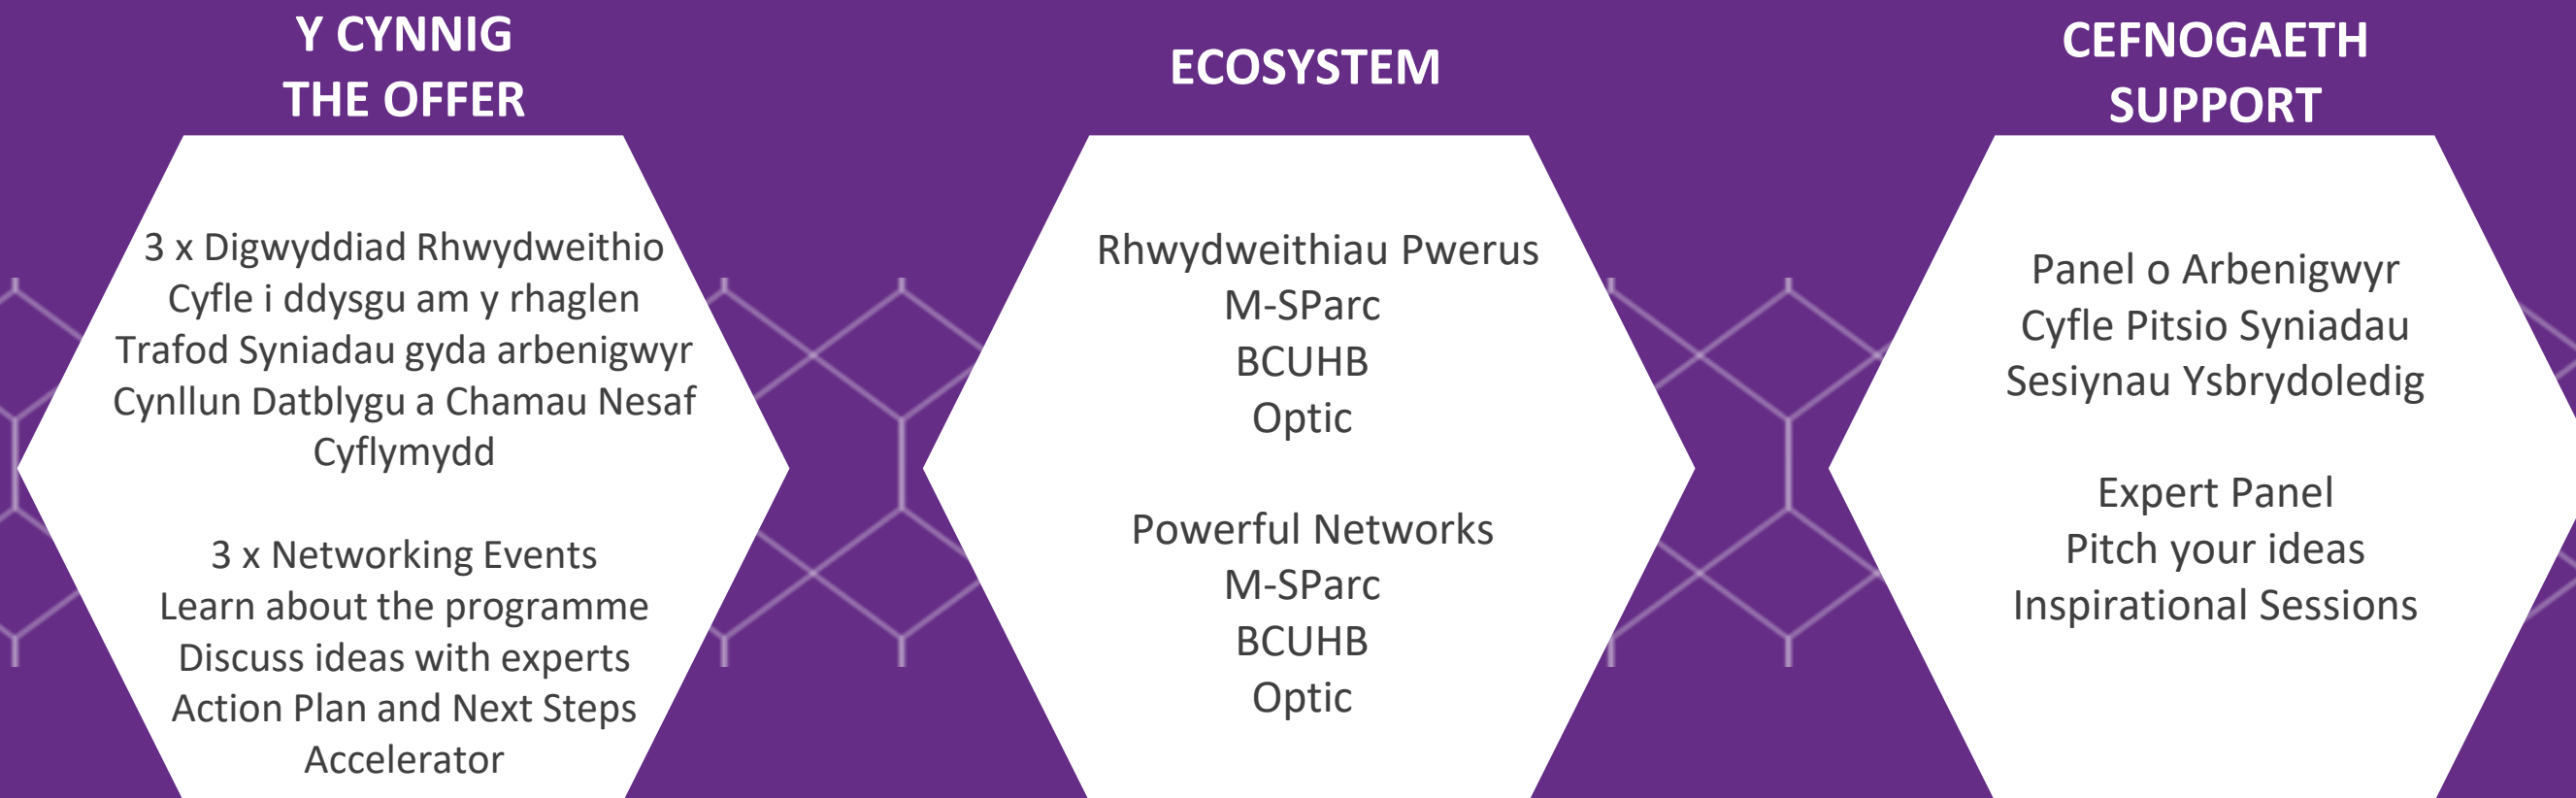 Y CYNNIG
THE OFFER
3 x Digwyddiad Rhwydweithio
Cyfle i ddysgu am y rhaglen
Trafod Syniadau gyda arbenigwyr
Cynllun Datblygu a Chamau Nesaf
Cyflymydd
3 x Networking Events
Learn about the programme
Discuss ideas with experts
Action Plan and Next Steps
Accelerator
ECOSYSTEM
Rhwydweithiau Pwerus
M-SParc
BCUHB
Optic
Powerful Networks
M-SParc
BCUHB
Optic
CEFNOGAETH
SUPPORT
Panel o Arbenigwyr
Cyfle Pitsio Syniadau
Sesiynau Ysbrydoledig
Expert Panel
Pitch your ideas
Inspirational Sessions